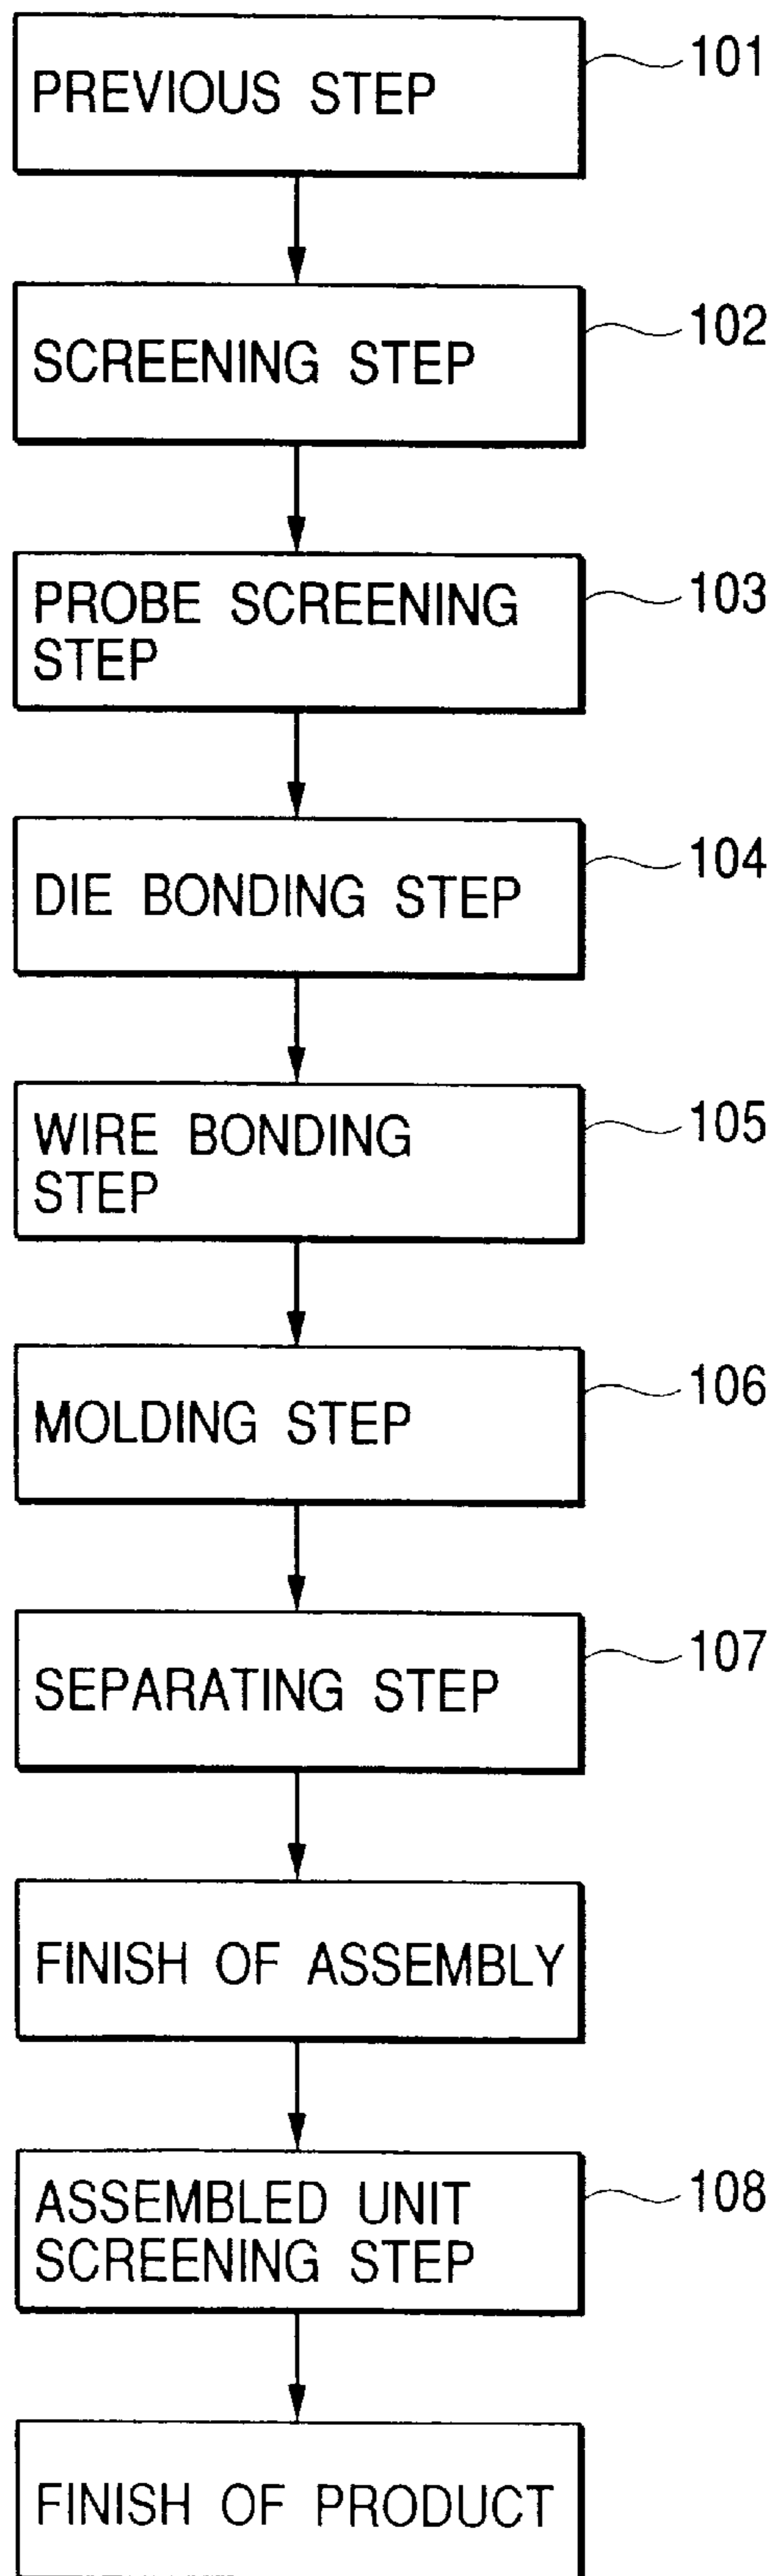 PREVIOUS STEP
101
SCREENING STEP
102
PROBE SCREENING
STEP
103
DIE BONDING STEP
104
WIRE BONDING
STEP
105
MOLDING STEP
106
SEPARATING STEP
107
FINISH OF ASSEMBLY
ASSEMBLED UNIT
SCREENING STEP
108
FINISH OF PRODUCT